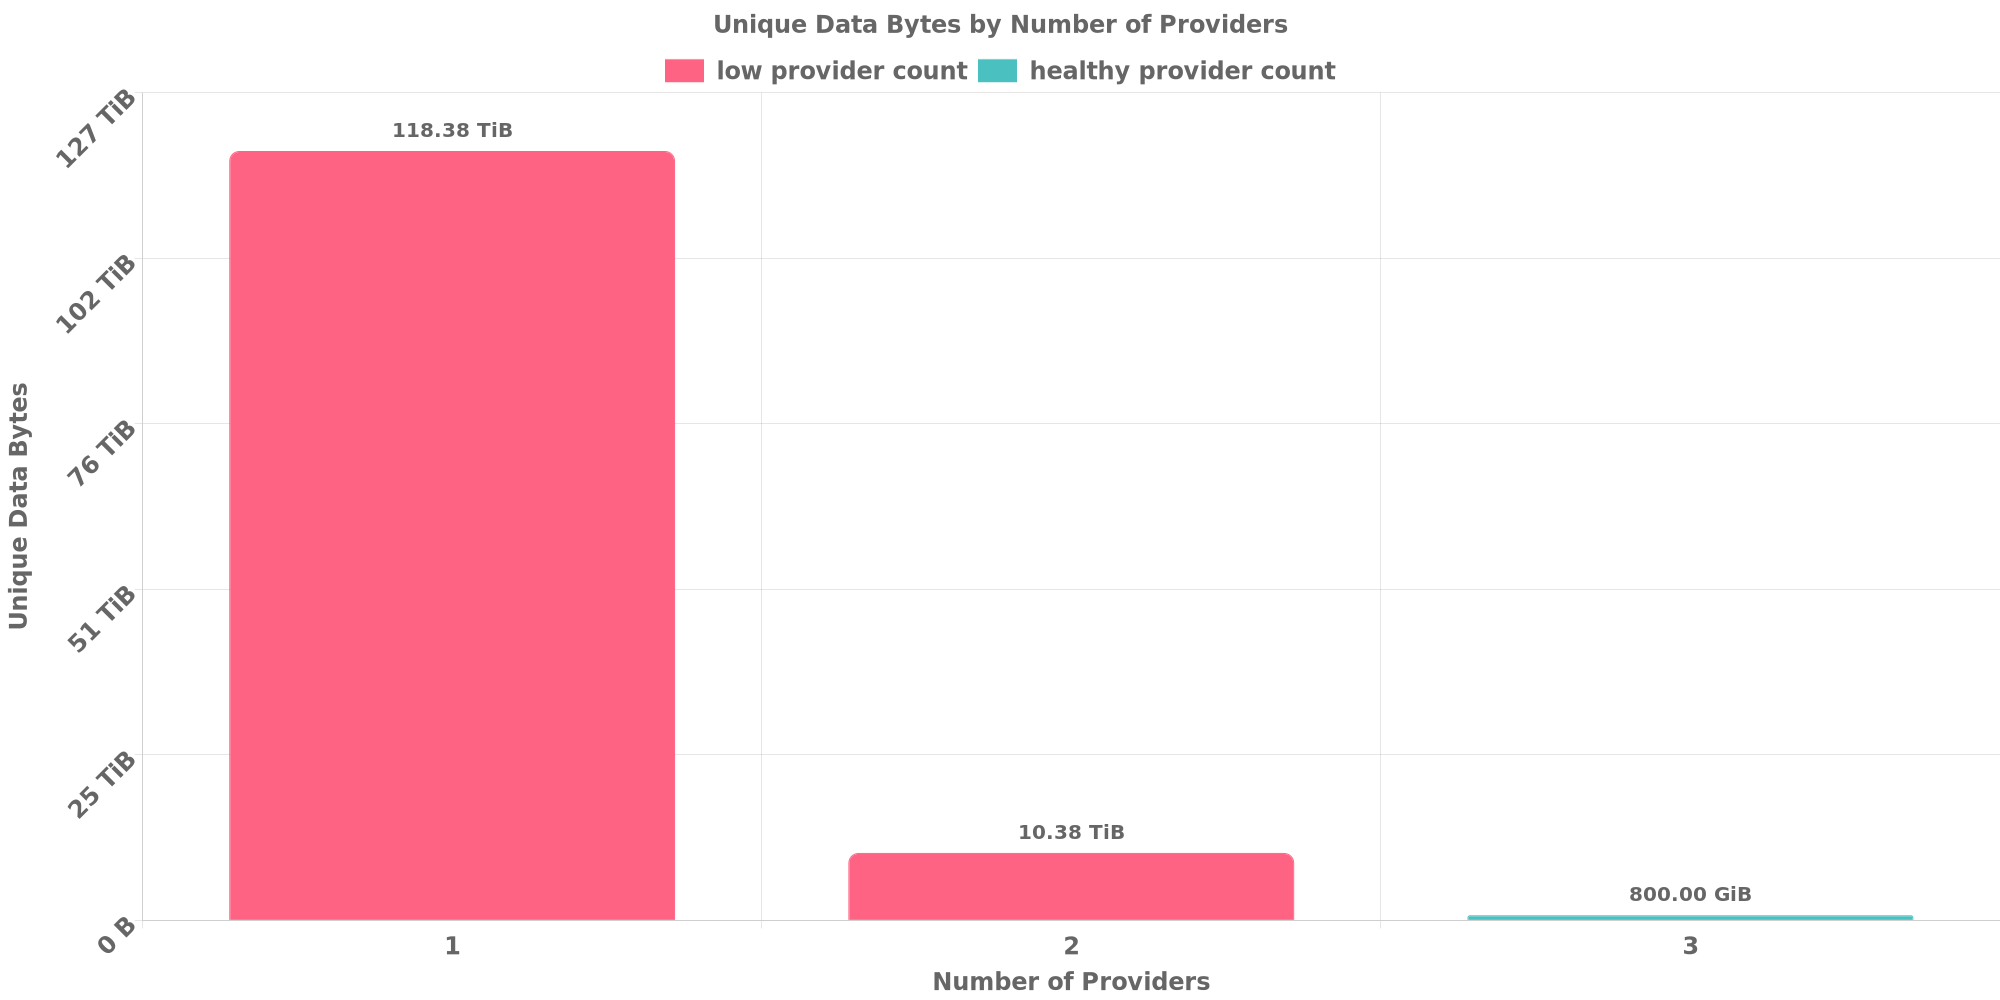 Unique Data Bytes by Number of Providers
low provider count healthy provider count
127 TiB
102 TiB
76 TiB
51 TiB
25 TiB
0 B
Unique Data Bytes
118.38 TiB
10.38 TiB
800.00 GiB
1 2 3
Number of Providers